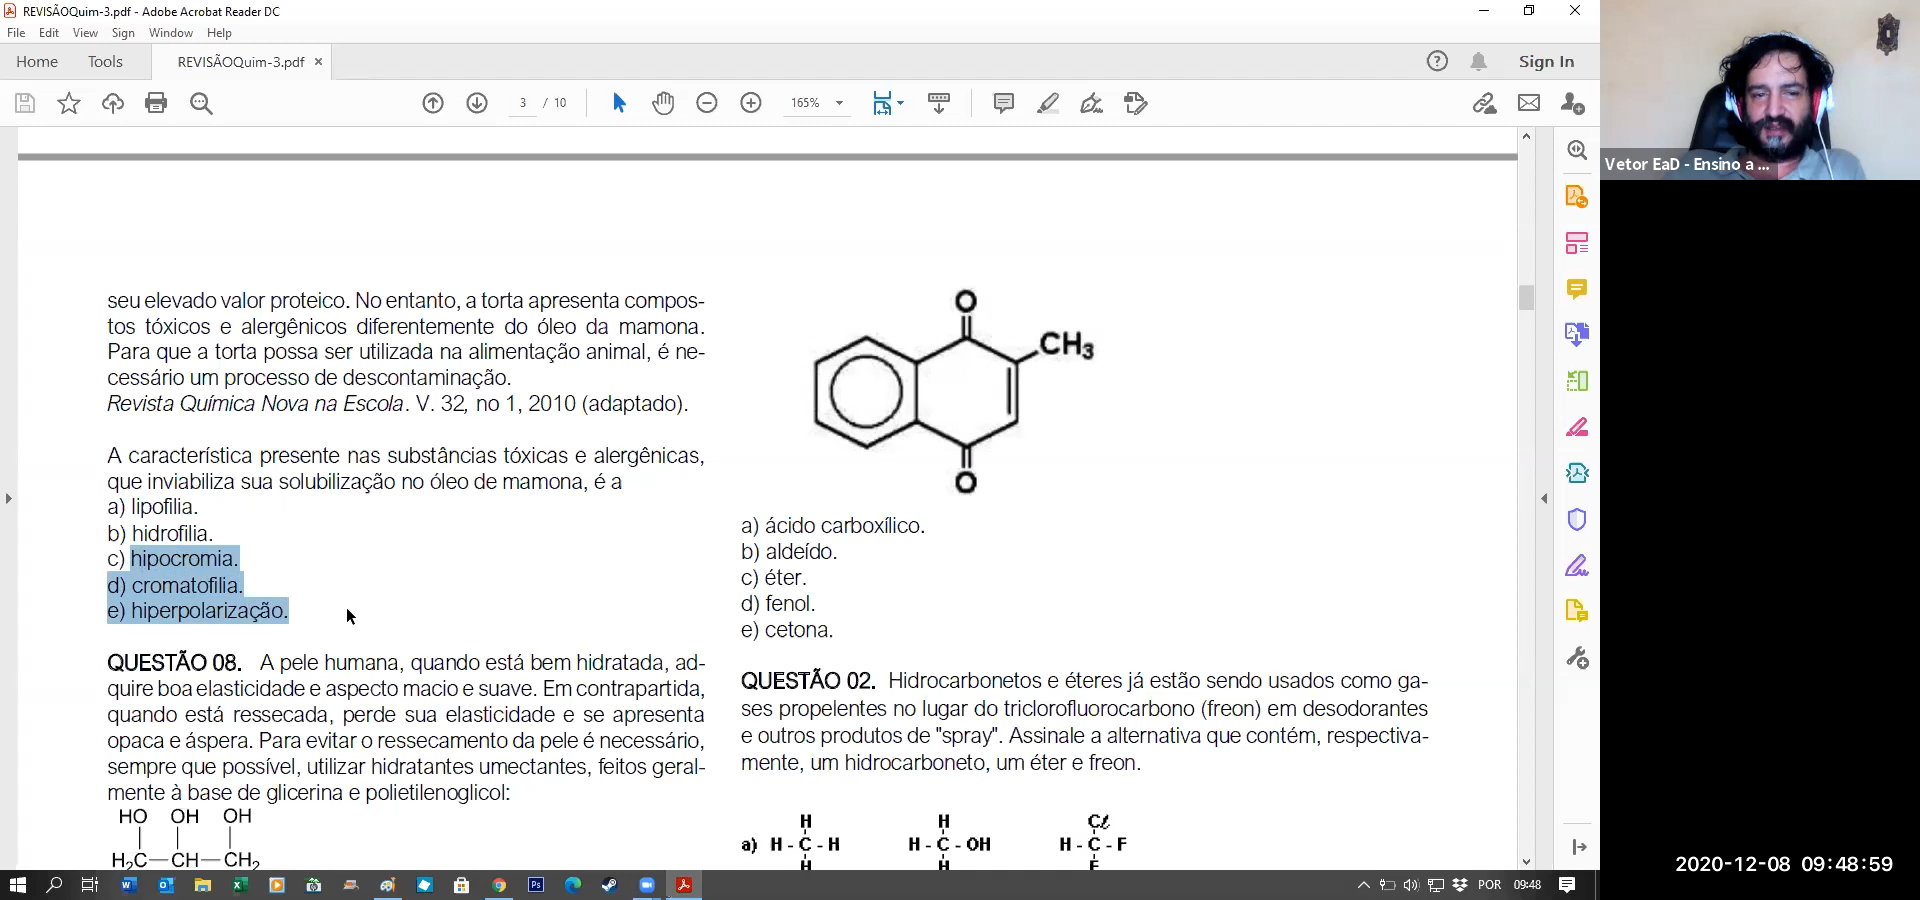 REVISÃOQuim-3.pdf - Adobe Acrobat Reader DC
File Edit View Sign Window Help
Home Tools REVISÃOQuim-3.pdf × Sign In
3 / 10 165%
seu elevado valor proteico. No entanto, a torta apresenta compos-
tos tóxicos e alergênicos diferentemente do óleo da mamona.
Para que a torta possa ser utilizada na alimentação animal, é ne-
cessário um processo de descontaminação.
Revista Química Nova na Escola. V. 32, no 1, 2010 (adaptado).
A característica presente nas substâncias tóxicas e alergênicas,
que inviabiliza sua solubilização no óleo de mamona, é a
a) lipofilia.
b) hidrofilia.
c) hipocromia.
d) cromatofilia.
e) hiperpolarização.
QUESTÃO 08. A pele humana, quando está bem hidratada, ad-
quire boa elasticidade e aspecto macio e suave. Em contrapartida,
quando está ressecada, perde sua elasticidade e se apresenta
opaca e áspera. Para evitar o ressecamento da pele é necessário,
sempre que possível, utilizar hidratantes umectantes, feitos geral-
mente à base de glicerina e polietilenoglicol:
HO OH OH
H2C—CH—CH2
O
CH3
O
a) ácido carboxílico.
b) aldeído.
c) éter.
d) fenol.
e) cetona.
QUESTÃO 02. Hidrocarbonetos e éteres já estão sendo usados como ga-
ses propelentes no lugar do triclorofluorocarbono (freon) em desodorantes
e outros produtos de "spray". Assinale a alternativa que contém, respectiva-
mente, um hidrocarboneto, um éter e freon.
H H Cℓ
a) H - C - H H - C - OH H - C - F
H H F
Vetor EaD - Ensino a ...
2020-12-08 09:48:59
POR 09:48